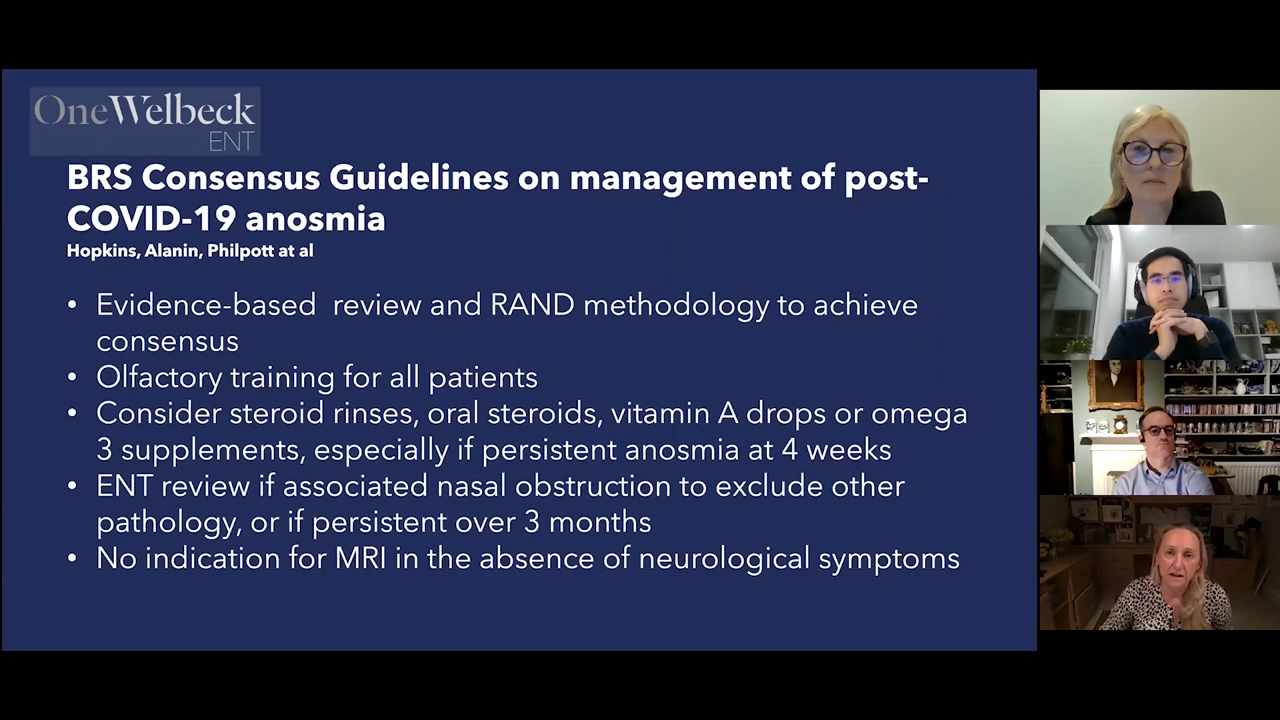 OneWelbeck
ENT
BRS Consensus Guidelines on management of post-
COVID-19 anosmia
Hopkins, Alanin, Philpott at al
• Evidence-based  review and RAND methodology to achieve
consensus
• Olfactory training for all patients
• Consider steroid rinses, oral steroids, vitamin A drops or omega
3 supplements, especially if persistent anosmia at 4 weeks
• ENT review if associated nasal obstruction to exclude other
pathology, or if persistent over 3 months
• No indication for MRI in the absence of neurological symptoms